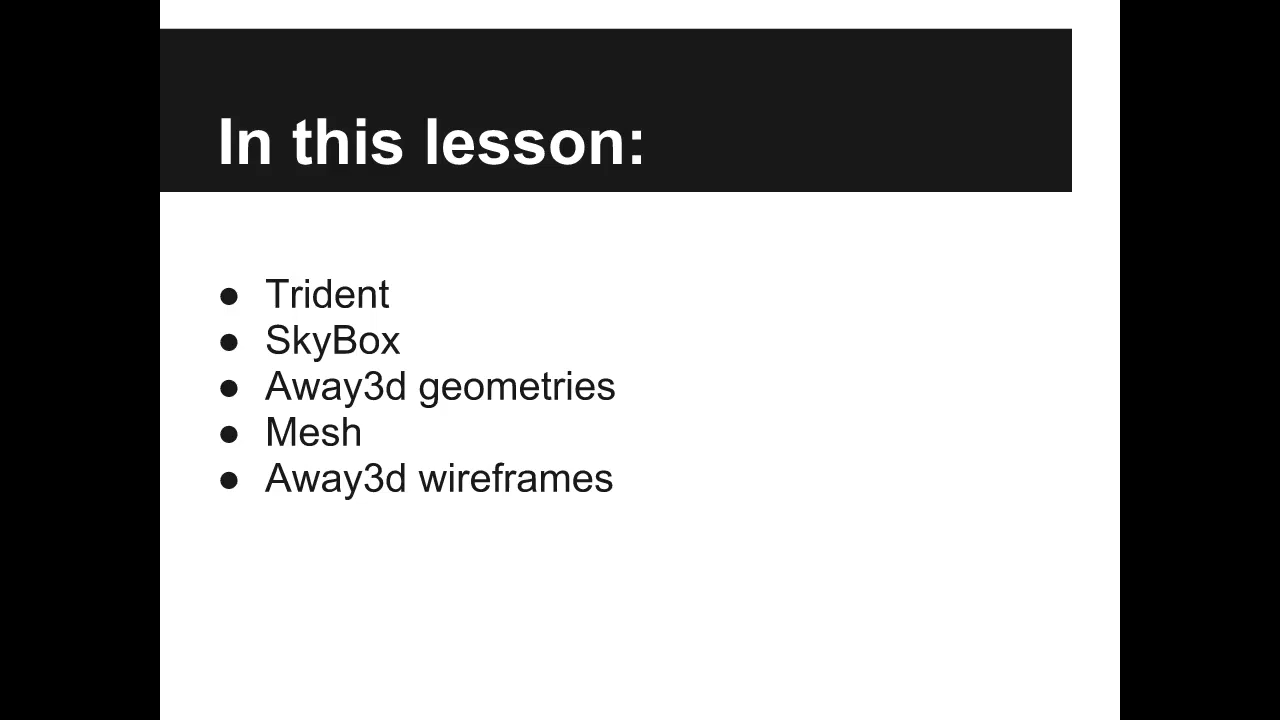 In this lesson:
● Trident
● SkyBox
● Away3d geometries
● Mesh
● Away3d wireframes